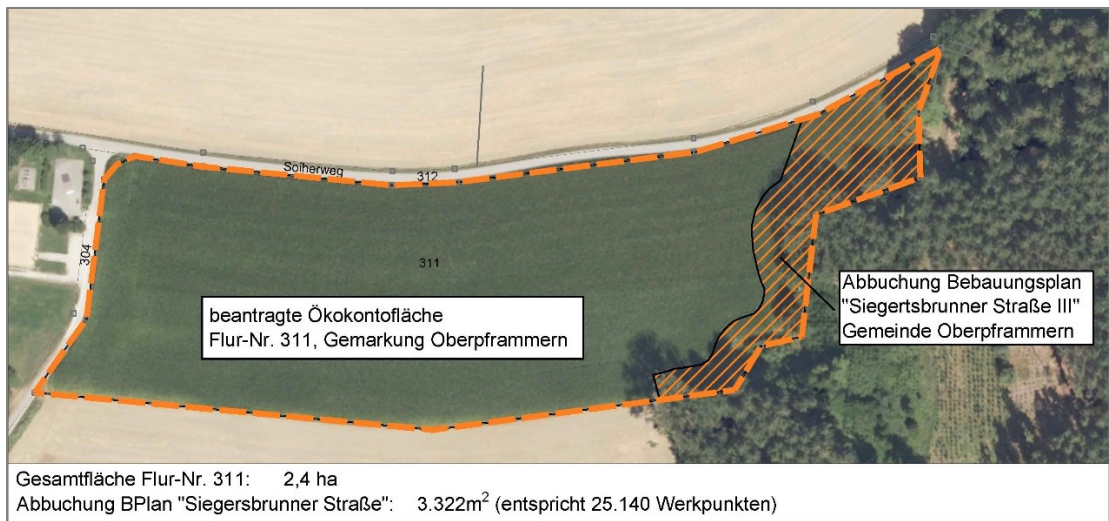 Soiherweg
312
304
311
beantragte Ökokontofläche
Flur-Nr. 311, Gemarkung Oberpframmern
Abbuchung Bebauungsplan
"Siegertsbrunner Straße III"
Gemeinde Oberpframmern
Gesamtfläche Flur-Nr. 311: 2,4 ha
Abbuchung BPlan "Siegersbrunner Straße": 3.322m² (entspricht 25.140 Werkpunkten)